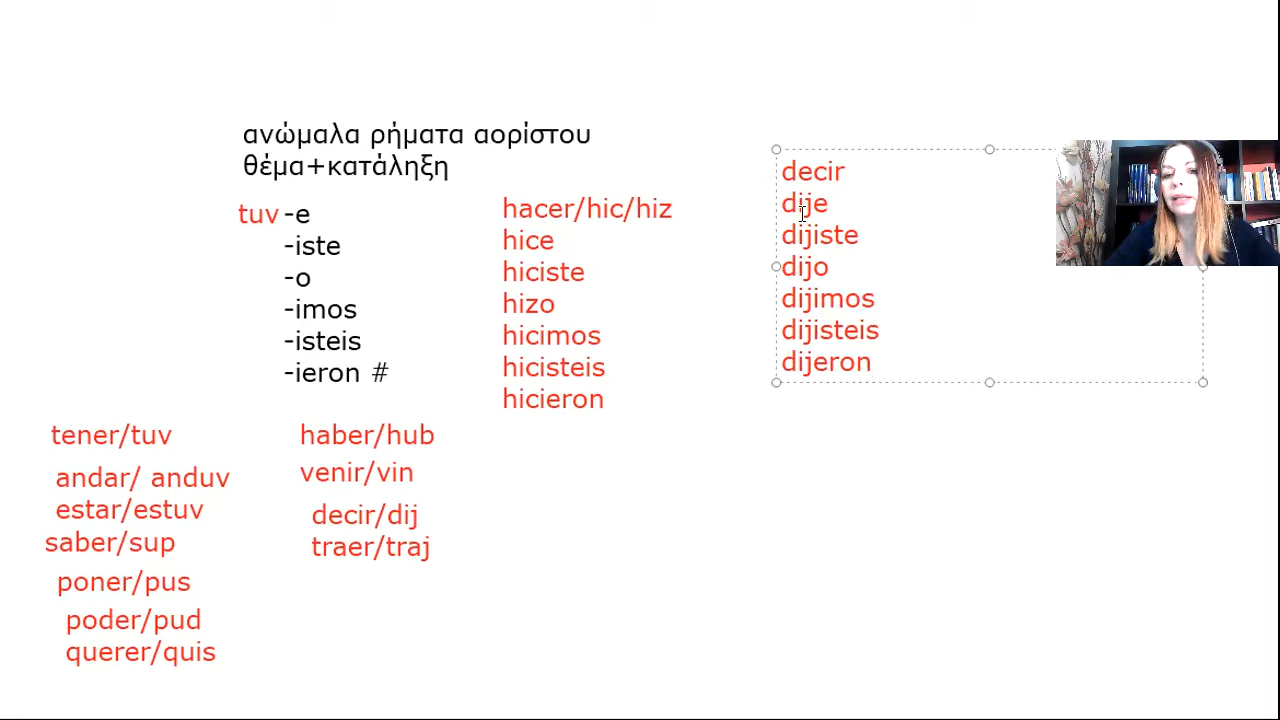 ανώμαλα ρήματα αορίστου
θέμα+κατάληξη
tuv -e
-iste
-o
-imos
-isteis
-ieron #
hacer/hic/hiz
hice
hiciste
hizo
hicimos
hicisteis
hicieron
decir
dije
dijiste
dijo
dijimos
dijisteis
dijeron
tener/tuv
andar/ anduv
estar/estuv
saber/sup
poner/pus
poder/pud
querer/quis
haber/hub
venir/vin
decir/dij
traer/traj